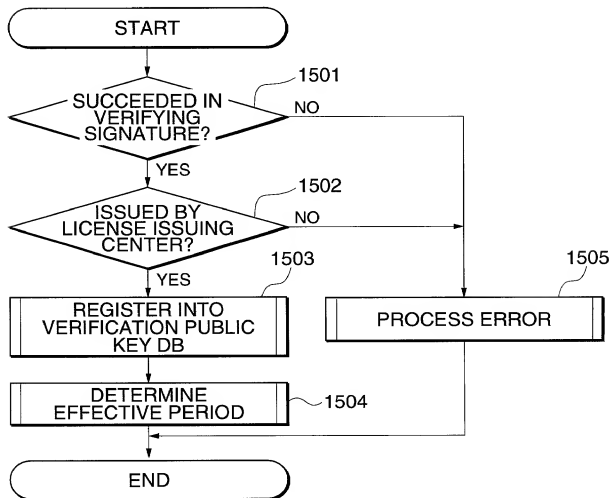 START
1501
SUCCEEDED IN
VERIFYING
SIGNATURE?
NO
YES
1502
ISSUED BY
LICENSE ISSUING
CENTER?
NO
YES
1503
REGISTER INTO
VERIFICATION PUBLIC
KEY DB
1505
PROCESS ERROR
DETERMINE
EFFECTIVE PERIOD
1504
END